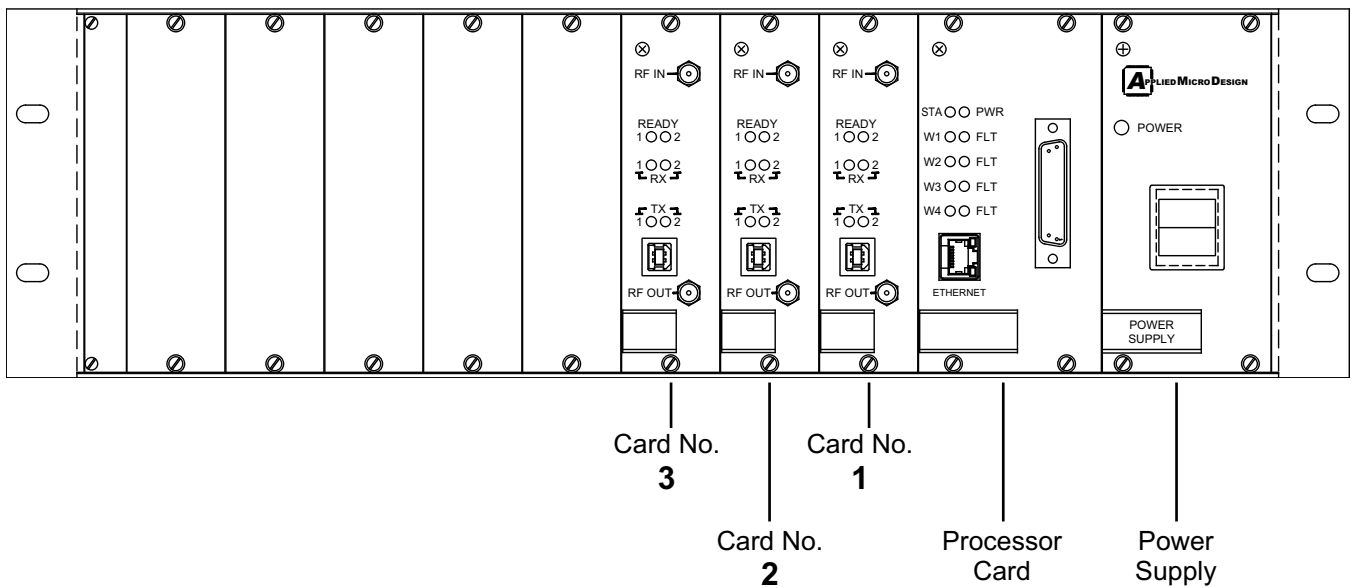 RF IN
READY
1 2
1 2
RX
TX
1 2
RF OUT
RF IN
READY
1 2
1 2
RX
TX
1 2
RF OUT
RF IN
READY
1 2
1 2
RX
TX
1 2
RF OUT
STA PWR
W1 FLT
W2 FLT
W3 FLT
W4 FLT
ETHERNET
APPLIED MICRO DESIGN
POWER
POWER
SUPPLY
Card No.
3
Card No.
2
Card No.
1
Processor
Card
Power
Supply